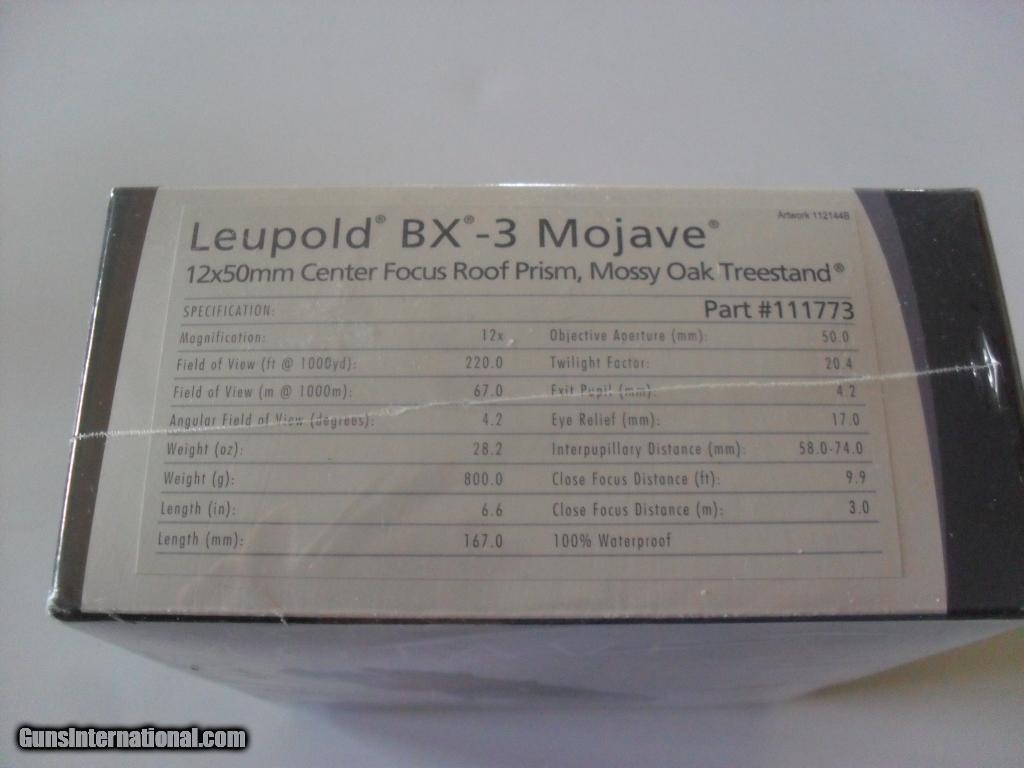 Artwork 112144B
Leupold® BX®-3 Mojave®
12x50mm Center Focus Roof Prism, Mossy Oak Treestand®
SPECIFICATION: Part #111773
Magnification: 12x Objective Aperture (mm): 50.0
Field of View (ft @ 1000yd): 220.0 Twilight Factor: 20.4
Field of View (m @ 1000m): 67.0 Exit Pupil (mm): 4.2
Angular Field of View (degrees): 4.2 Eye Relief (mm): 17.0
Weight (oz): 28.2 Interpupillary Distance (mm): 58.0-74.0
Weight (g): 800.0 Close Focus Distance (ft): 9.9
Length (in): 6.6 Close Focus Distance (m): 3.0
Length (mm): 167.0 100% Waterproof
GunsInternational.com